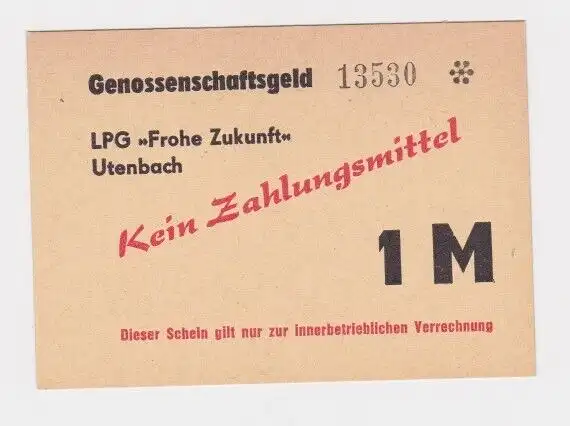 Genossenschaftsgeld 13530
LPG »Frohe Zukunft«
Utenbach
Kein Zahlungsmittel
1 M
Dieser Schein gilt nur zur innerbetrieblichen Verrechnung